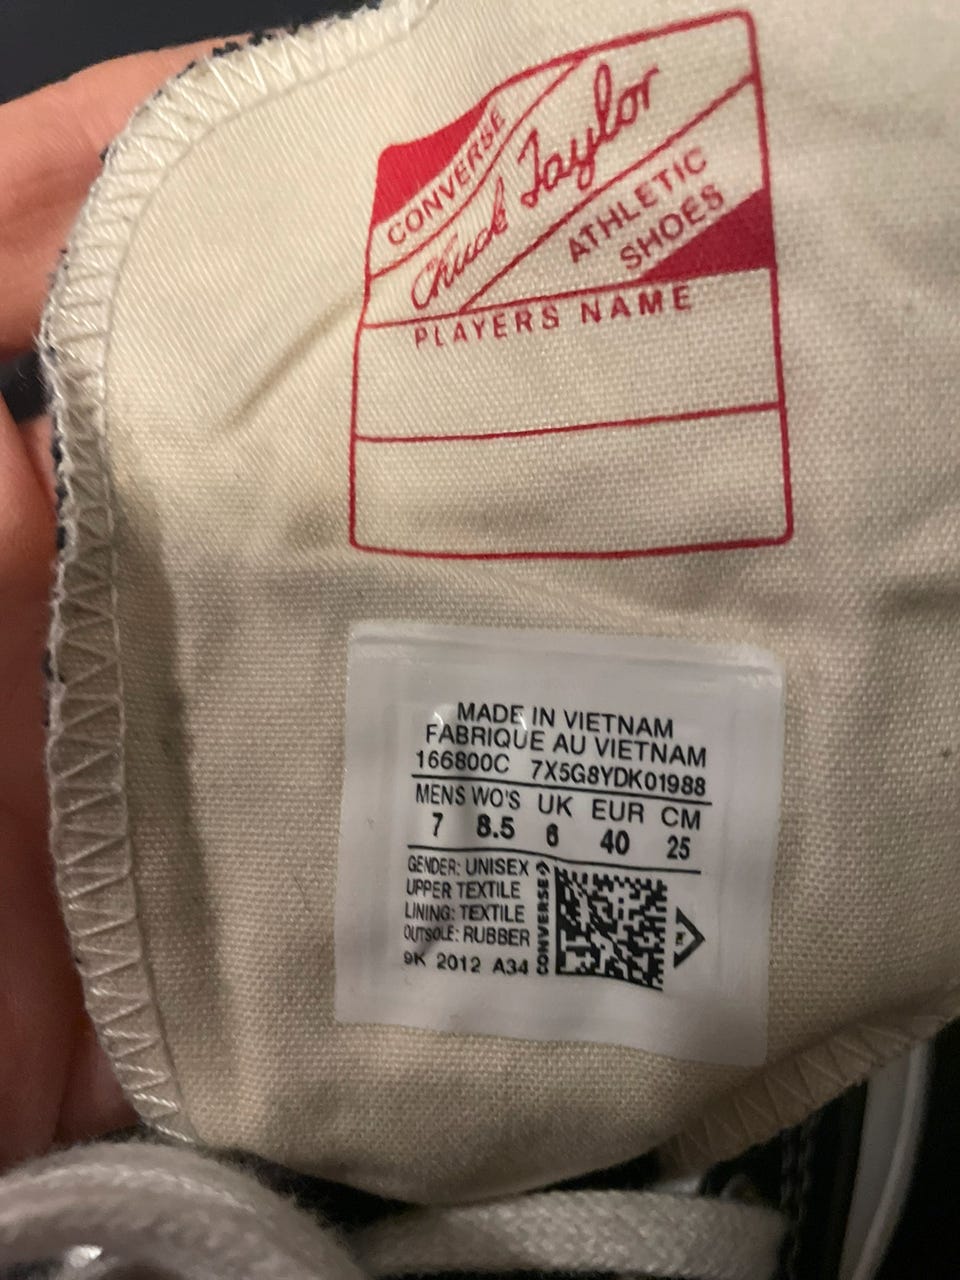 CONVERSE
Chuck Taylor
ATHLETIC
SHOES
PLAYERS NAME
MADE IN VIETNAM
FABRIQUE AU VIETNAM
166800C 7X5G8YDK01988
MENS WO'S UK EUR CM
7 8.5 6 40 25
GENDER: UNISEX
UPPER TEXTILE
LINING: TEXTILE
OUTSOLE: RUBBER
9K 2012 A34
CONVERSE
TM